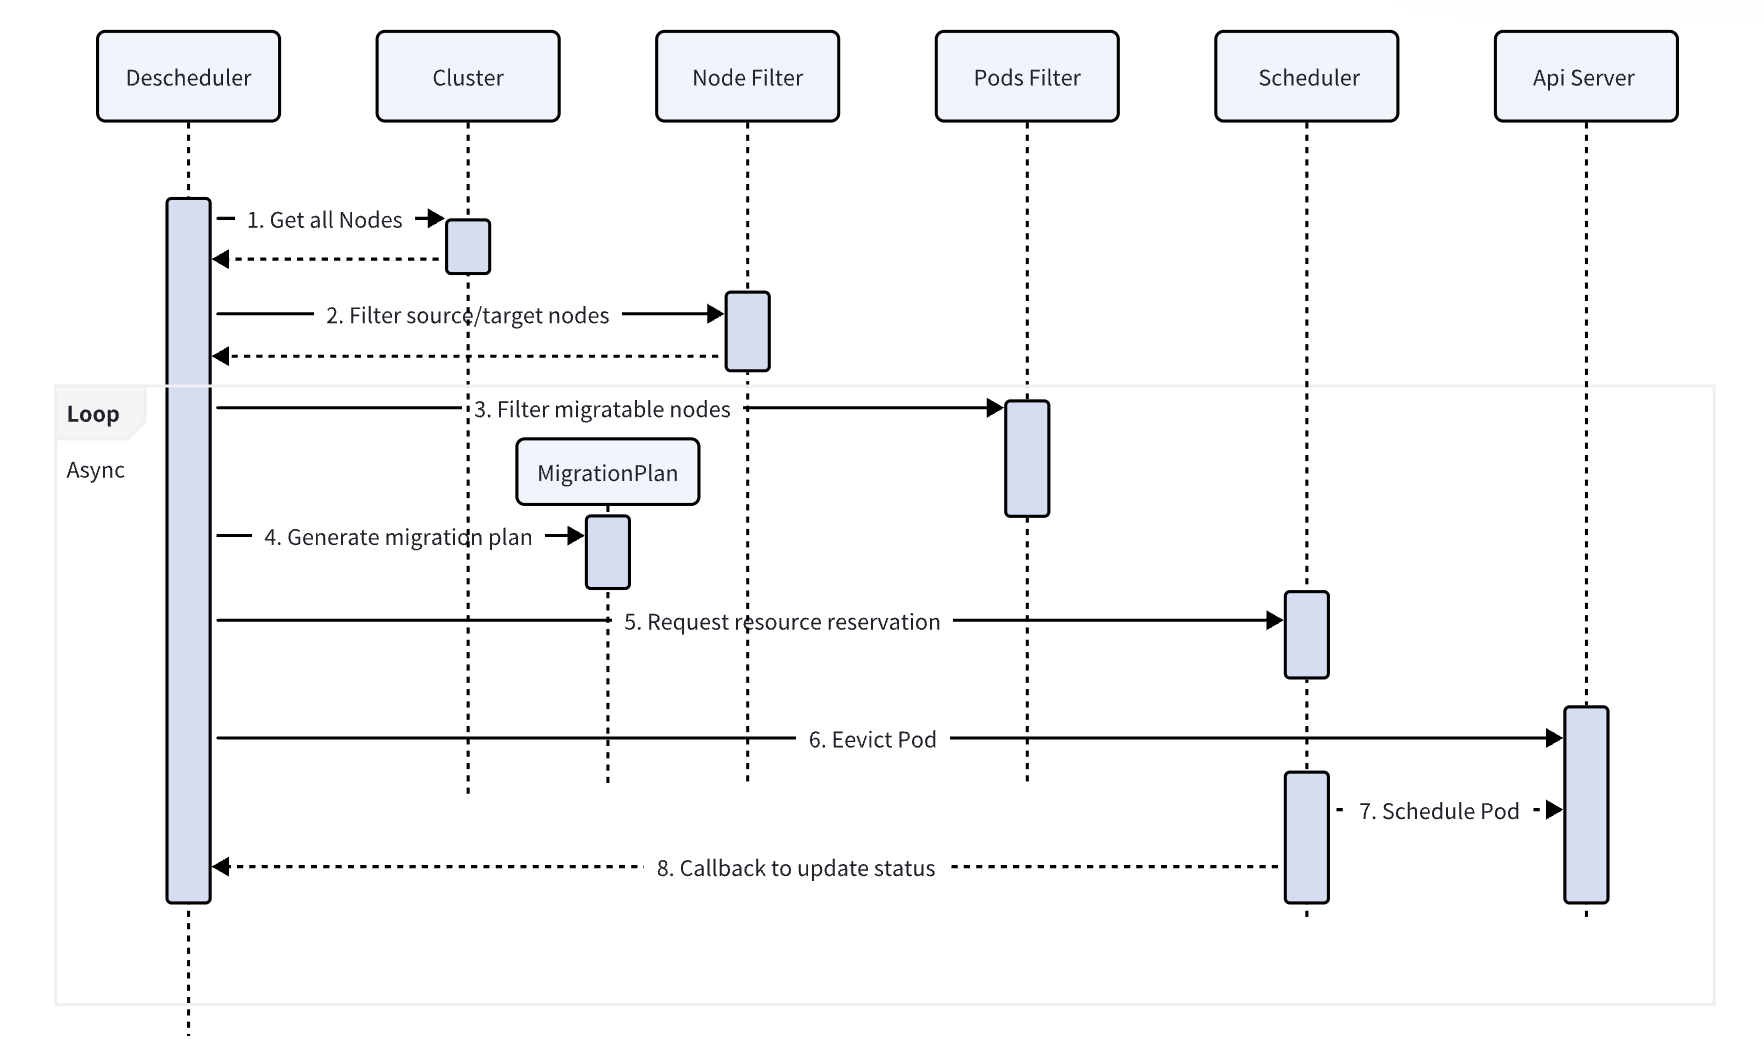 Descheduler
Cluster
Node Filter
Pods Filter
Scheduler
Api Server
1. Get all Nodes
2. Filter source/target nodes
Loop
3. Filter migratable nodes
Async
MigrationPlan
4. Generate migration plan
5. Request resource reservation
6. Eevict Pod
7. Schedule Pod
8. Callback to update status